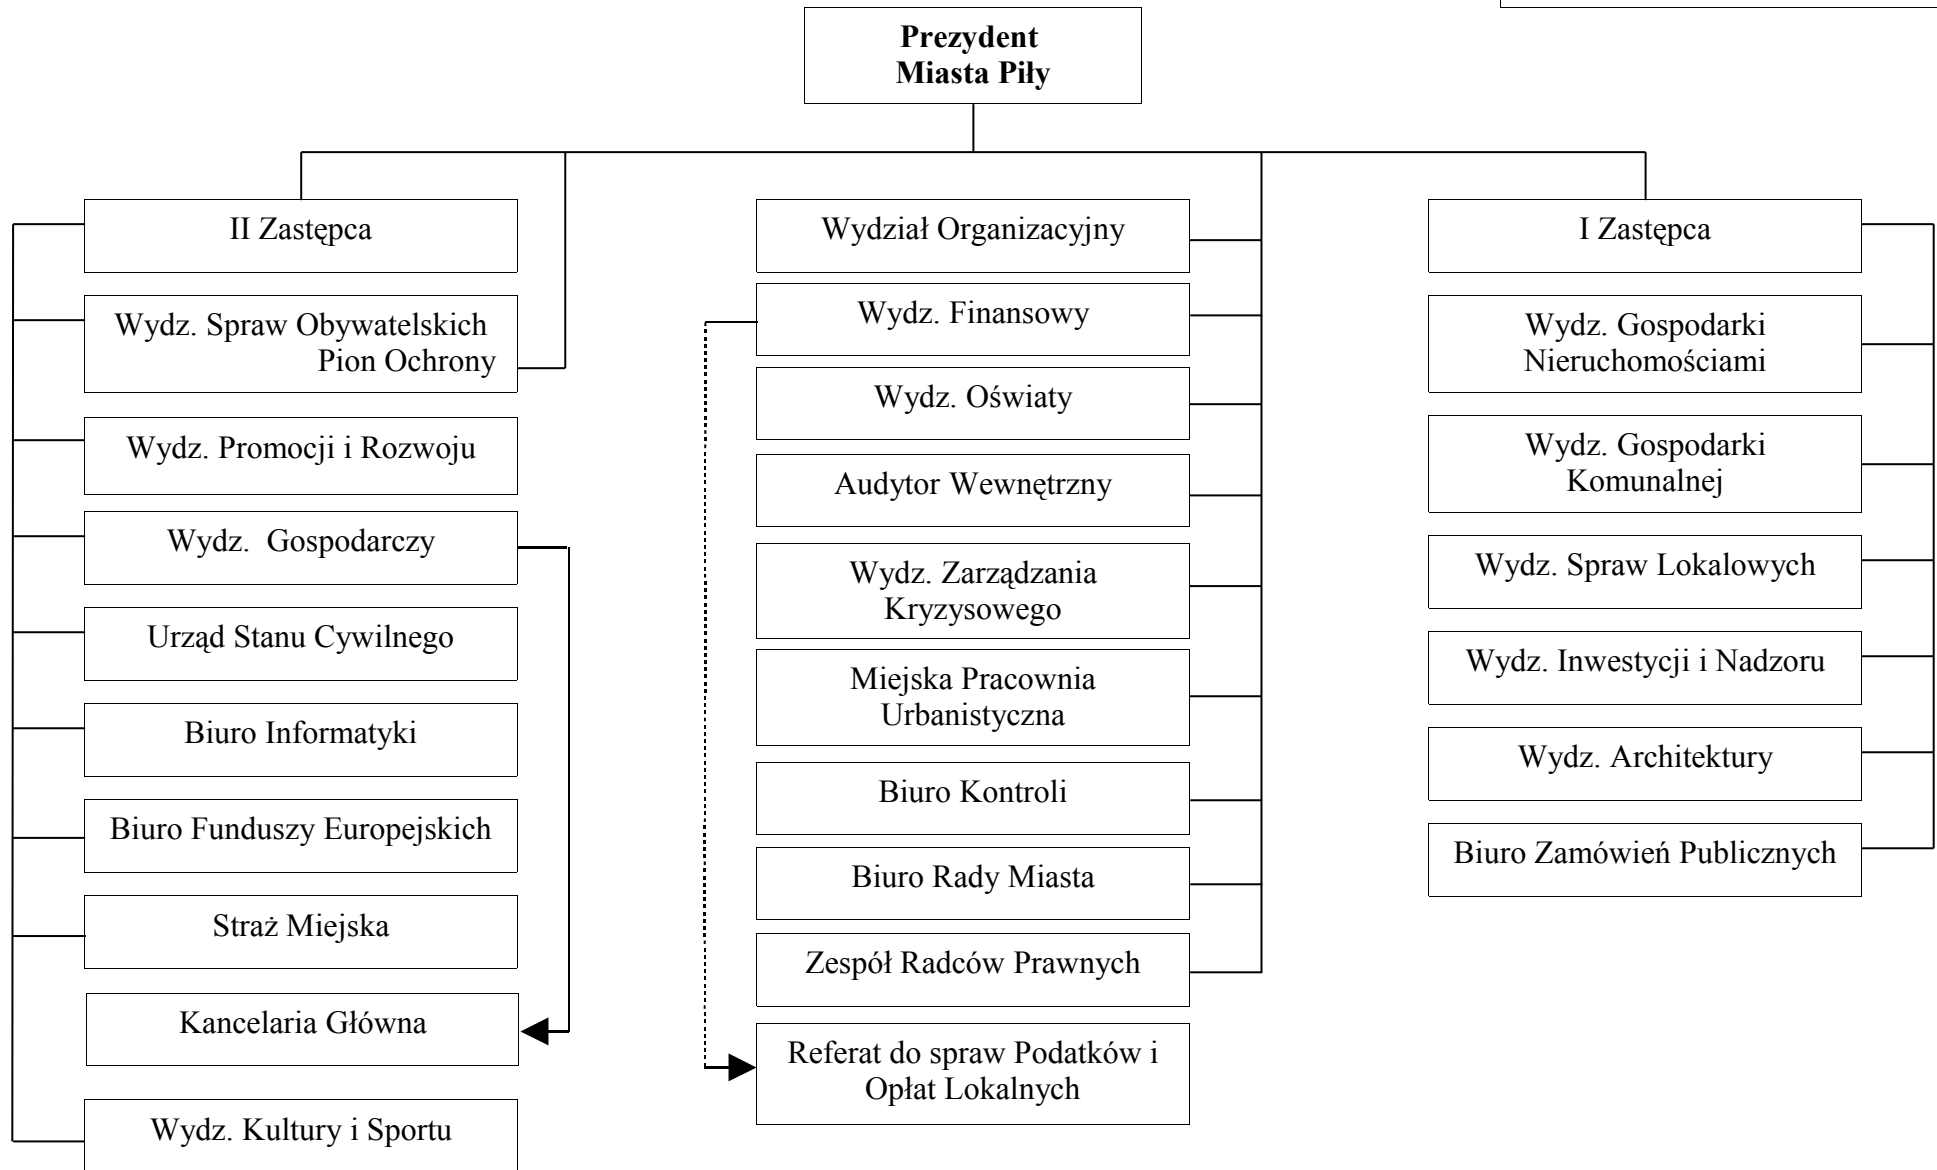 Prezydent
Miasta Piły
II Zastępca
Wydz. Spraw Obywatelskich
Pion Ochrony
Wydz. Promocji i Rozwoju
Wydz. Gospodarczy
Urząd Stanu Cywilnego
Biuro Informatyki
Biuro Funduszy Europejskich
Straż Miejska
Kancelaria Główna
Wydz. Kultury i Sportu
Wydział Organizacyjny
Wydz. Finansowy
Wydz. Oświaty
Audytor Wewnętrzny
Wydz. Zarządzania
Kryzysowego
Miejska Pracownia
Urbanistyczna
Biuro Kontroli
Biuro Rady Miasta
Zespół Radców Prawnych
Referat do spraw Podatków i
Opłat Lokalnych
I Zastępca
Wydz. Gospodarki
Nieruchomościami
Wydz. Gospodarki
Komunalnej
Wydz. Spraw Lokalowych
Wydz. Inwestycji i Nadzoru
Wydz. Architektury
Biuro Zamówień Publicznych